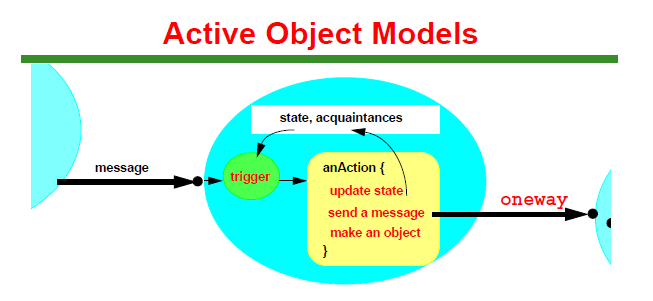 Active Object Models
state, acquaintances
message
trigger
anAction {
update state
send a message
make an object
}
oneway